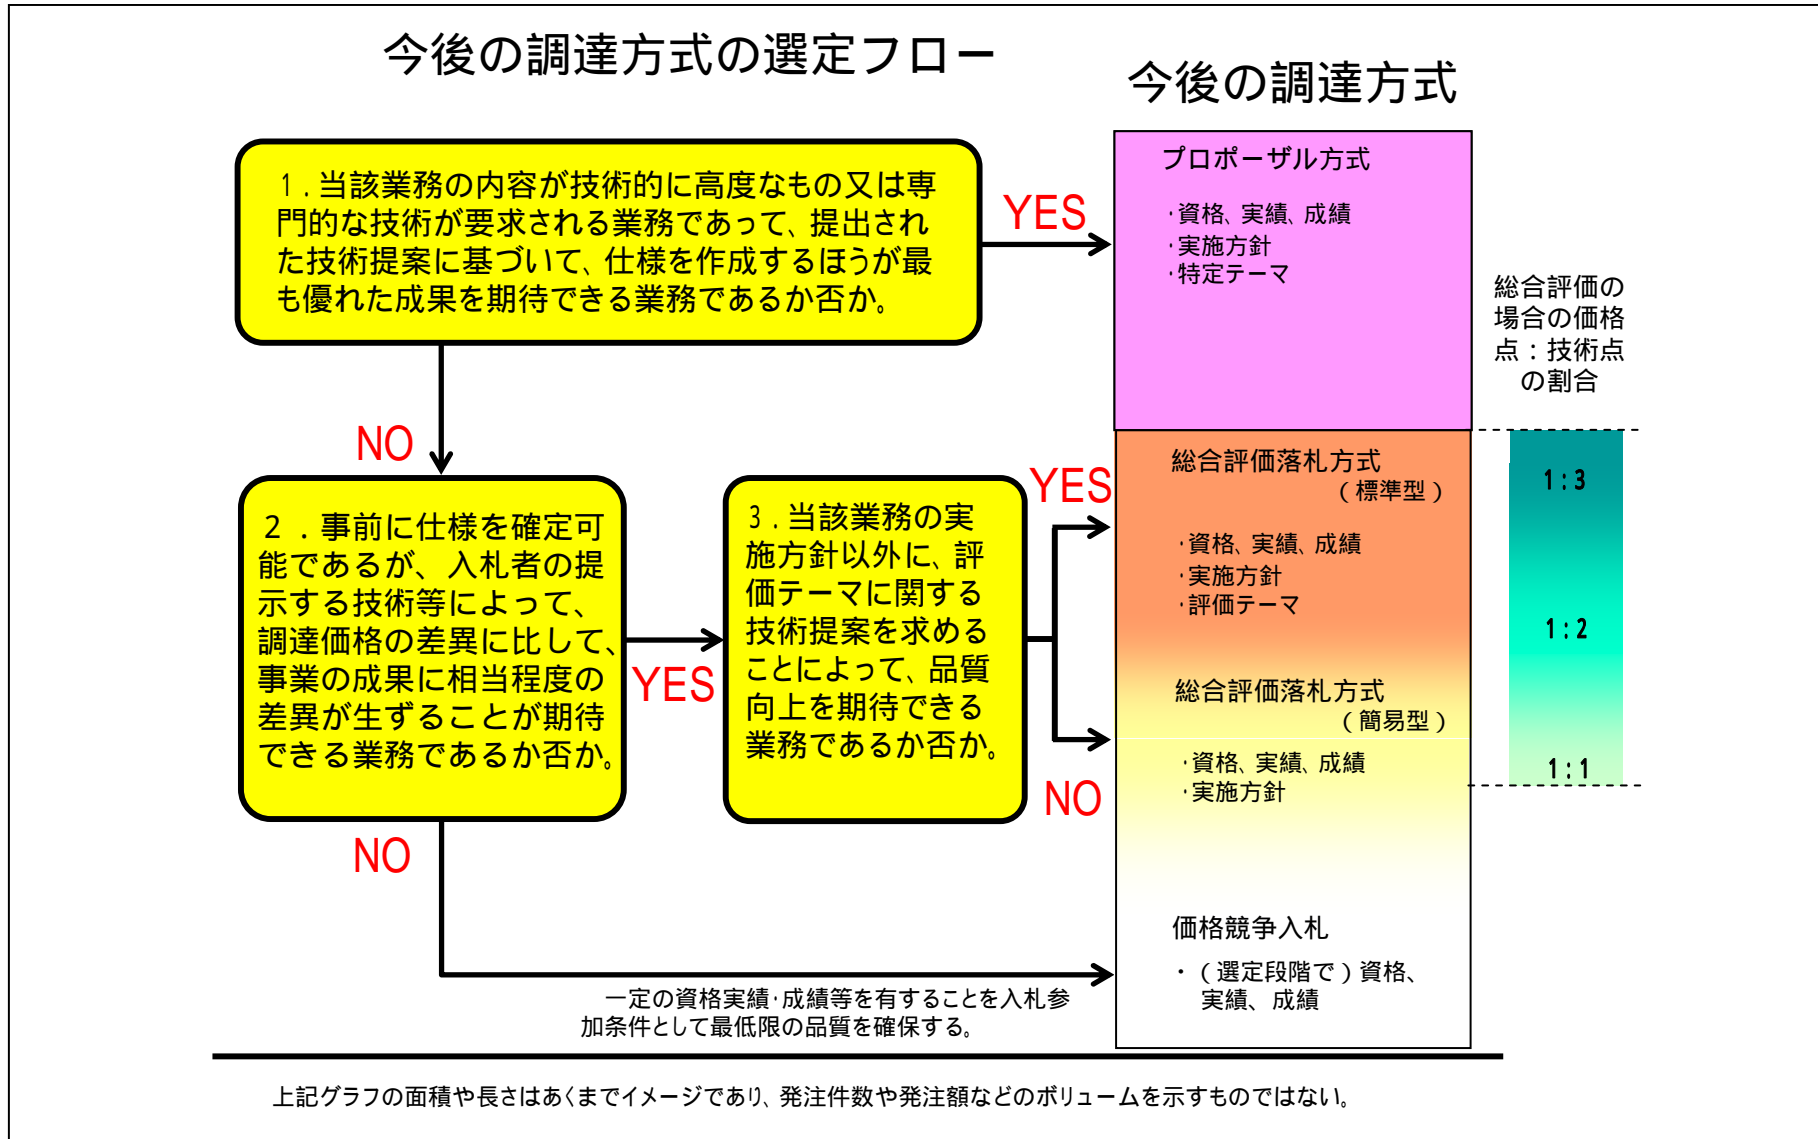 今後の調達方式の選定フロー
今後の調達方式
1．当該業務の内容が技術的に高度なもの又は専
門的な技術が要求される業務であって、提出され
た技術提案に基づいて、仕様を作成するほうが最
も優れた成果を期待できる業務であるか否か。
YES
NO
プロポーザル方式
・資格、実績、成績
・実施方針
・特定テーマ
総合評価の
場合の価格
点：技術点
の割合
2．事前に仕様を確定可
能であるが、入札者の提
示する技術等によって、
調達価格の差異に比して、
事業の成果に相当程度の
差異が生ずることが期待
できる業務であるか否か。
YES
NO
3．当該業務の実
施方針以外に、評
価テーマに関する
技術提案を求める
ことによって、品質
向上を期待できる
業務であるか否か。
YES
NO
総合評価落札方式
（標準型）
・資格、実績、成績
・実施方針
・評価テーマ
総合評価落札方式
（簡易型）
・資格、実績、成績
・実施方針
1:3
1:2
1:1
価格競争入札
・（選定段階で）資格、
実績、成績
一定の資格実績・成績等を有することを入札参
加条件として最低限の品質を確保する。
上記グラフの面積や長さはあくまでイメージであり、発注件数や発注額などのボリュームを示すものではない。